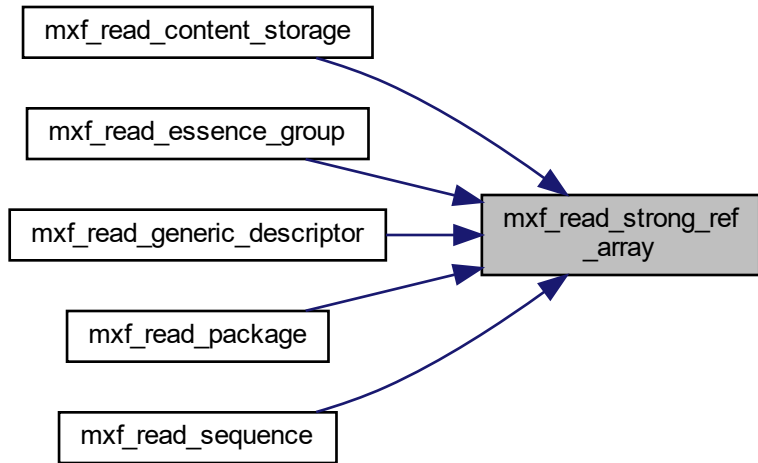 mxf_read_content_storage
mxf_read_essence_group
mxf_read_generic_descriptor
mxf_read_strong_ref
_array
mxf_read_package
mxf_read_sequence